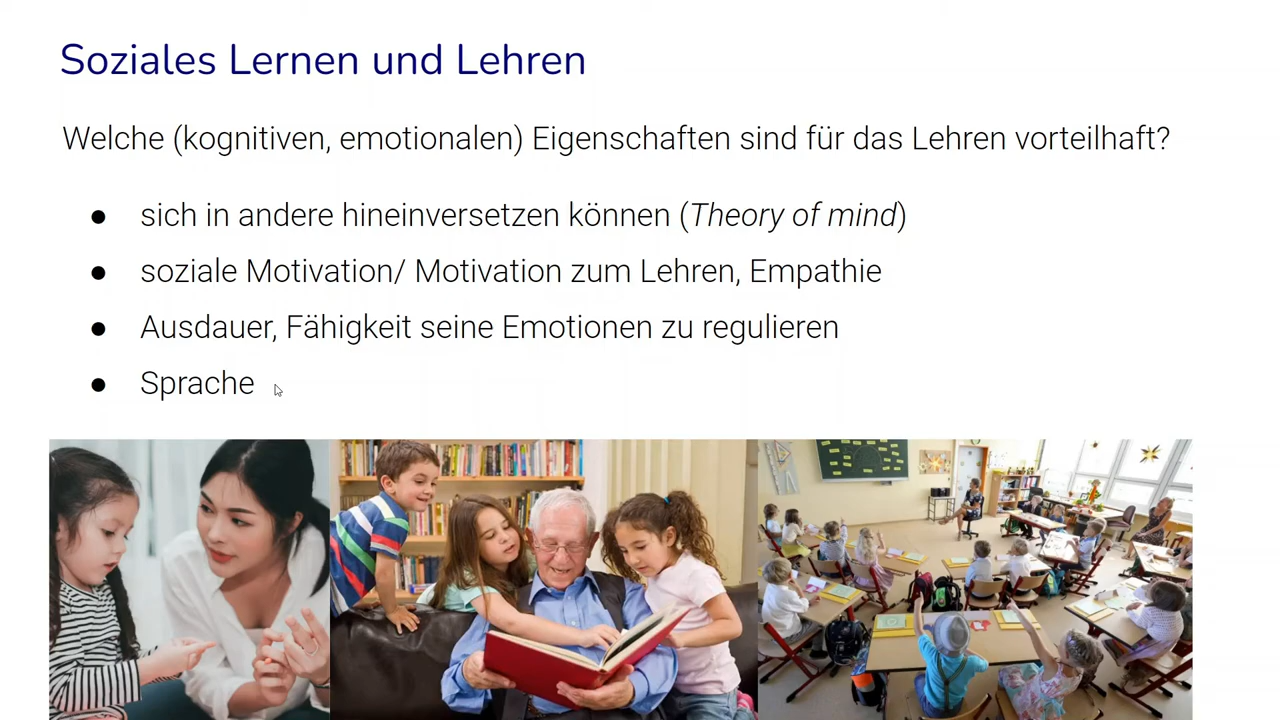 Soziales Lernen und Lehren
Welche (kognitiven, emotionalen) Eigenschaften sind für das Lehren vorteilhaft?
● sich in andere hineinversetzen können (Theory of mind)
● soziale Motivation/ Motivation zum Lehren, Empathie
● Ausdauer, Fähigkeit seine Emotionen zu regulieren
● Sprache